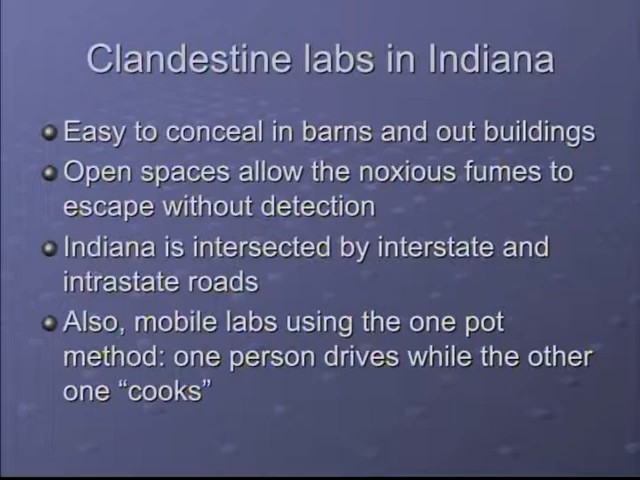 Clandestine labs in Indiana
Easy to conceal in barns and out buildings
Open spaces allow the noxious fumes to
escape without detection
Indiana is intersected by interstate and
intrastate roads
Also, mobile labs using the one pot
method: one person drives while the other
one “cooks”